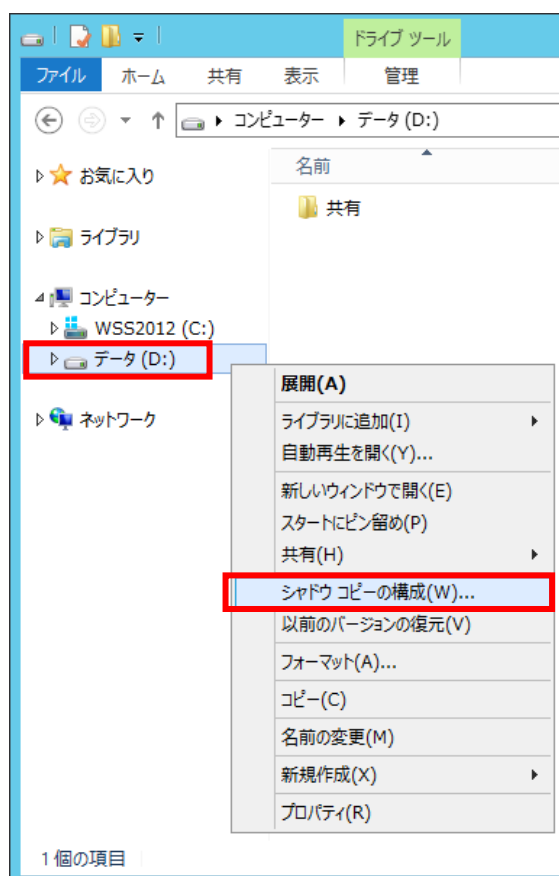 ドライブ ツール
ファイル ホーム 共有 表示 管理
コンピューター データ (D:)
名前
お気に入り
共有
ライブラリ
コンピューター
WSS2012 (C:)
データ (D:)
ネットワーク
展開(A)
ライブラリに追加(I)
自動再生を開く(Y)...
新しいウィンドウで開く(E)
スタートにピン留め(P)
共有(H)
シャドウ コピーの構成(W)...
以前のバージョンの復元(V)
フォーマット(A)...
コピー(C)
名前の変更(M)
新規作成(X)
プロパティ(R)
1 個の項目